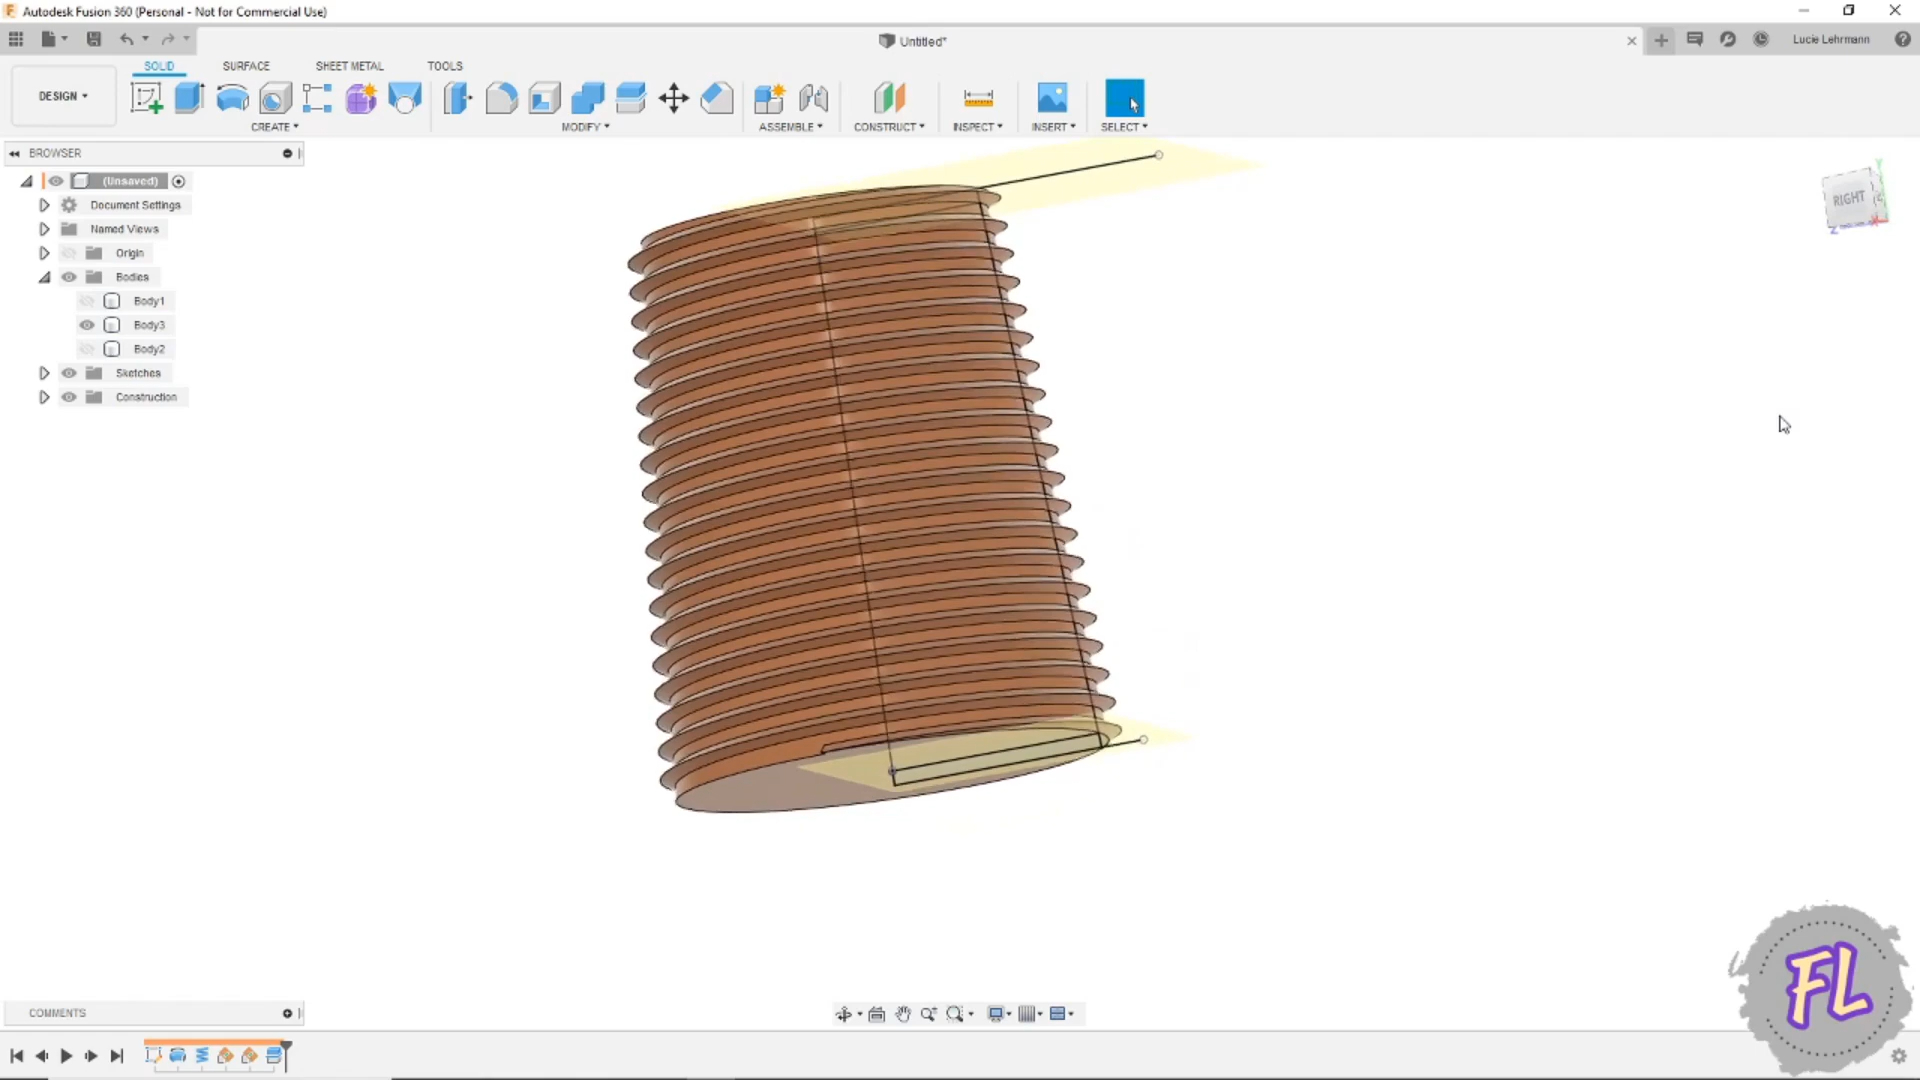 Autodesk Fusion 360 (Personal - Not for Commercial Use)
Untitled*
Lucie Lehrmann
SOLID SURFACE SHEET METAL TOOLS
DESIGN
CREATE MODIFY ASSEMBLE CONSTRUCT INSPECT INSERT SELECT
BROWSER
(Unsaved)
Document Settings
Named Views
Origin
Bodies
Body1
Body3
Body2
Sketches
Construction
RIGHT
Y
Z
X
COMMENTS
FL